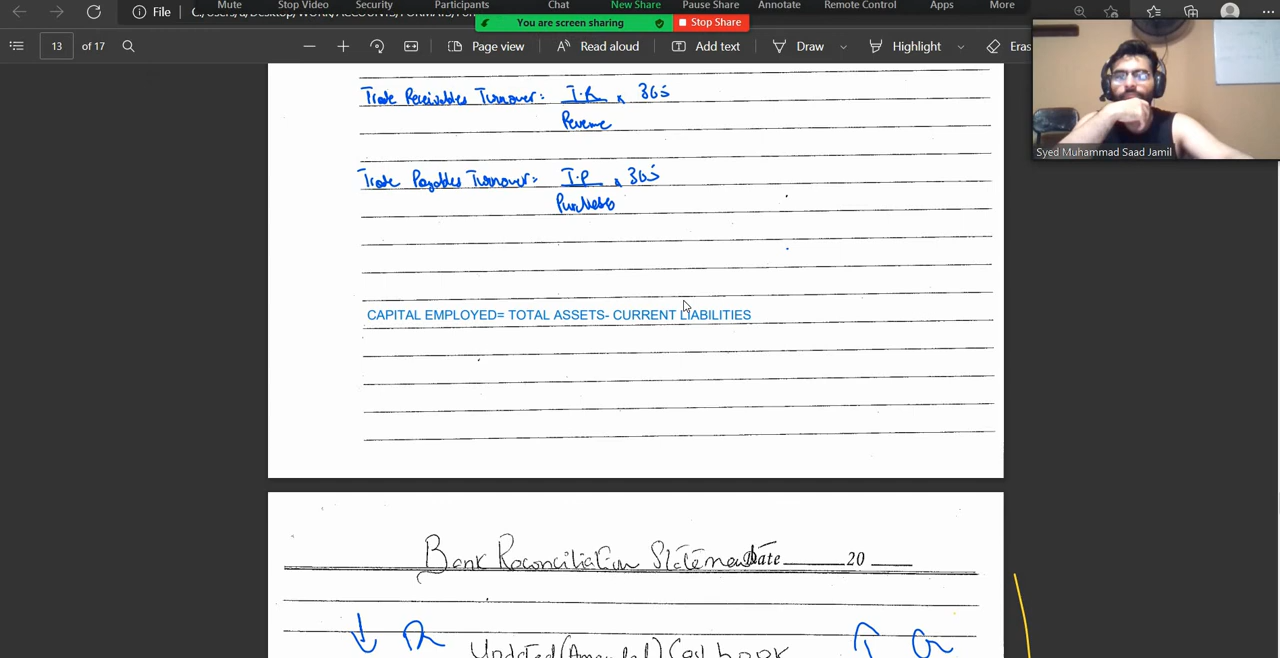 Mute Stop Video Security Participants Chat New Share Pause Share Annotate Remote Control Apps More
File
You are screen sharing Stop Share
13 of 17 Page view Read aloud Add text Draw Highlight Eras
Syed Muhammad Saad Jamil
Trade Receivables Turnover: T.R x 365
Revenue
Trade Payables Turnover: T.P x 365
Purchases
CAPITAL EMPLOYED= TOTAL ASSETS- CURRENT LIABILITIES
Bank Reconciliation Statement Date 20
Updated (Amended) Cash book